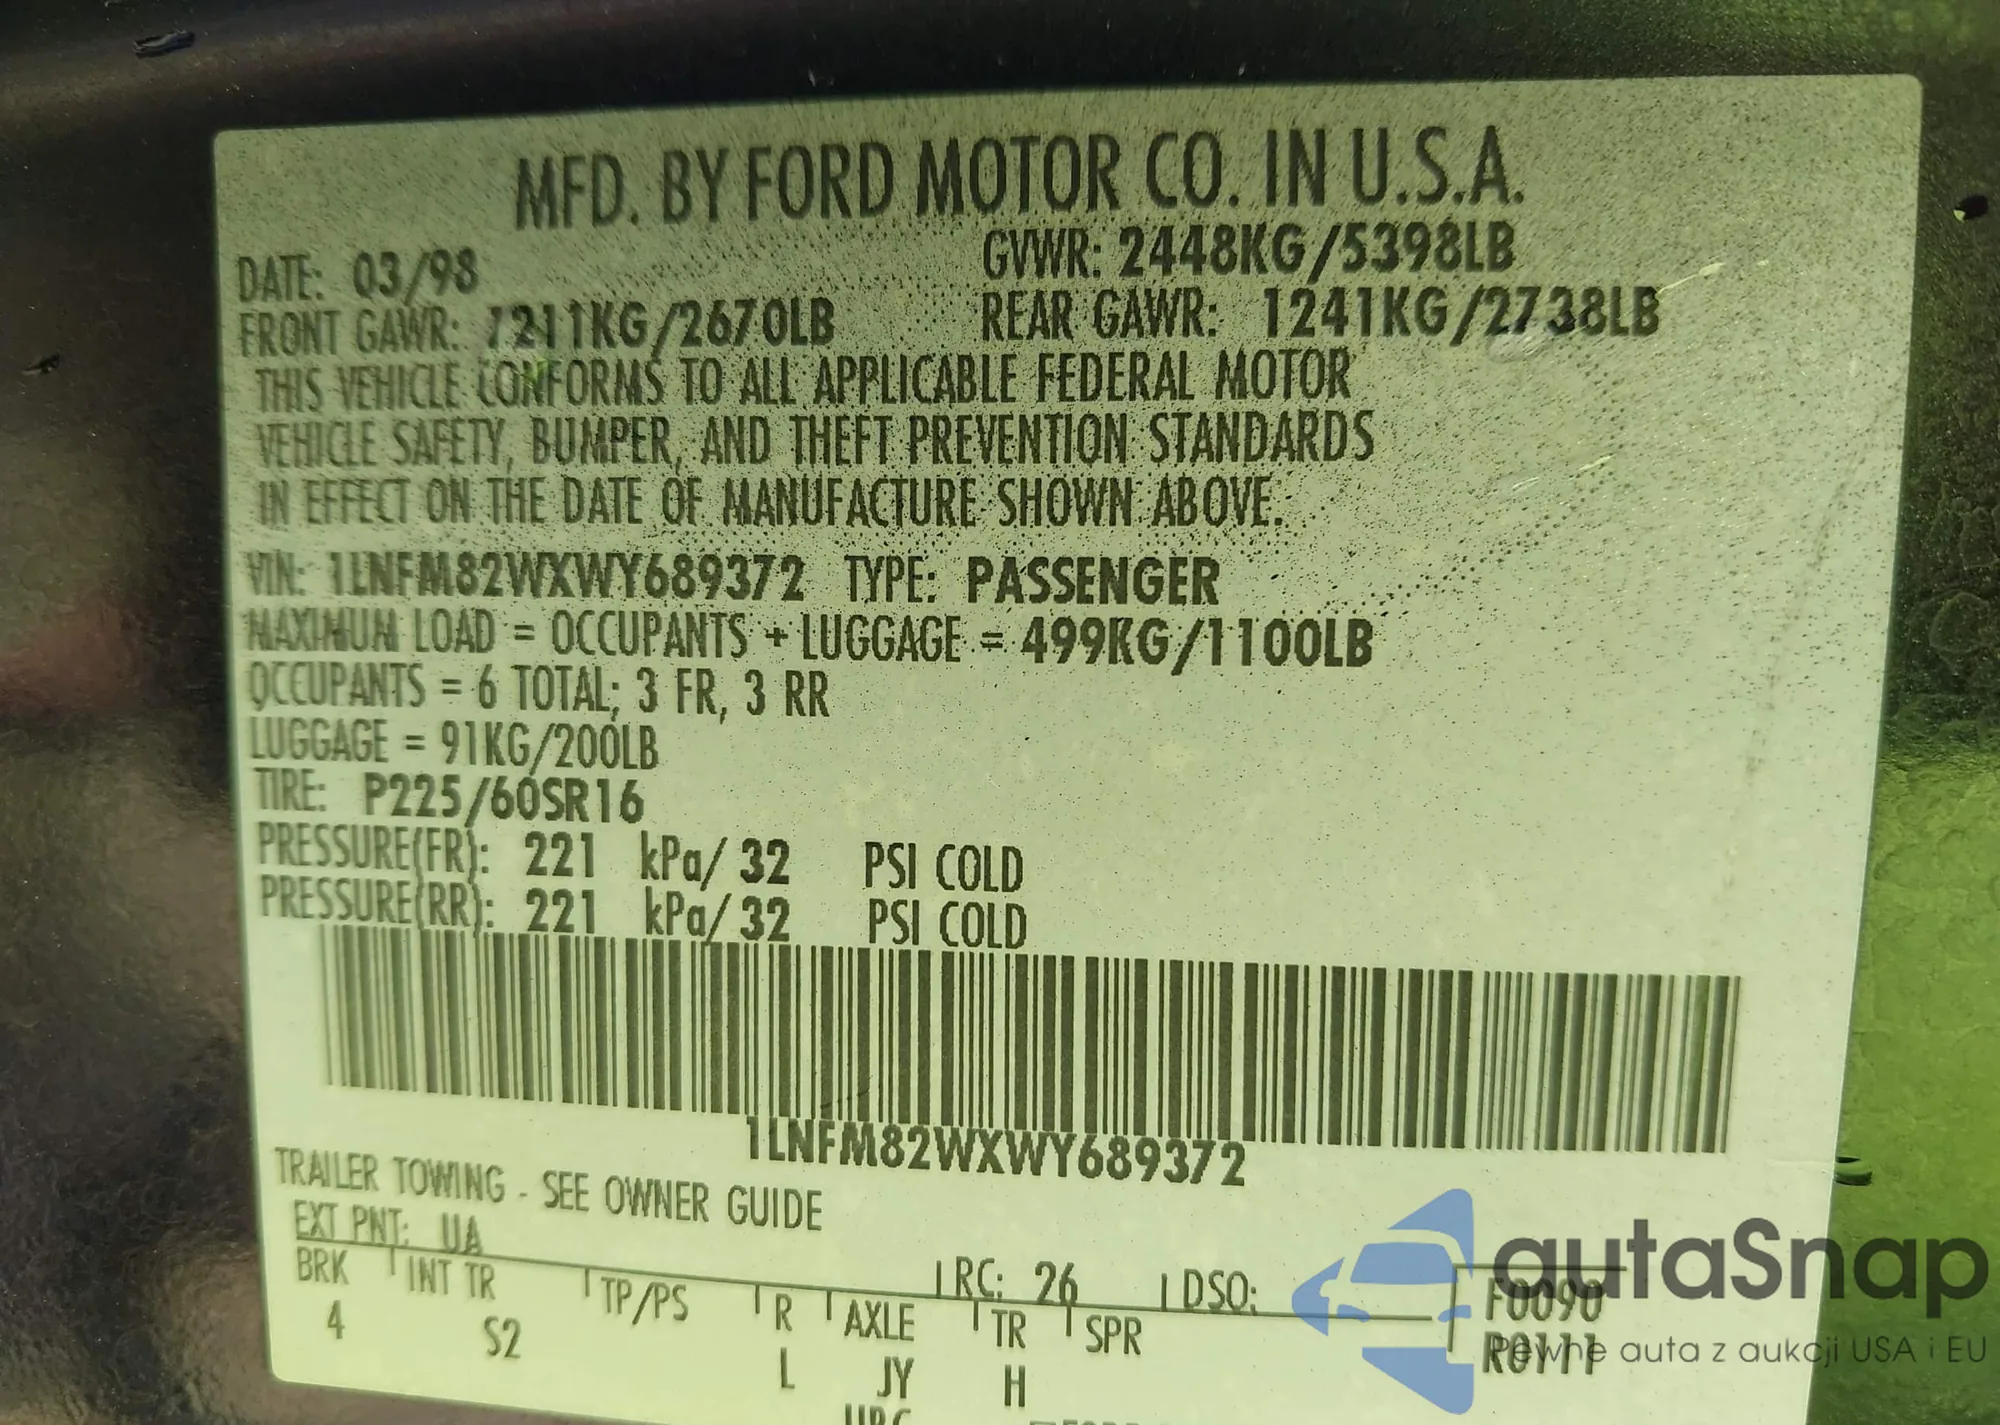 MFD. BY FORD MOTOR CO. IN U.S.A.
DATE: 03/98 GVWR: 2448KG/5398LB
FRONT GAWR: 1211KG/2670LB REAR GAWR: 1241KG/2738LB
THIS VEHICLE CONFORMS TO ALL APPLICABLE FEDERAL MOTOR
VEHICLE SAFETY, BUMPER, AND THEFT PREVENTION STANDARDS
IN EFFECT ON THE DATE OF MANUFACTURE SHOWN ABOVE.
VIN: 1LNFM82WXWY689372 TYPE: PASSENGER
MAXIMUM LOAD = OCCUPANTS + LUGGAGE = 499KG/1100LB
OCCUPANTS = 6 TOTAL; 3 FR, 3 RR
LUGGAGE = 91KG/200LB
TIRE: P225/60SR16
PRESSURE(FR): 221 kPa/ 32 PSI COLD
PRESSURE(RR): 221 kPa/ 32 PSI COLD
1LNFM82WXWY689372
TRAILER TOWING - SEE OWNER GUIDE
EXT PNT: UA RC: 26 DSO:
BRK INT TR TP/PS R AXLE TR SPR F0090
4 S2 L JY H R0111
autaSnap
Pewne auta z aukcji USA i EU